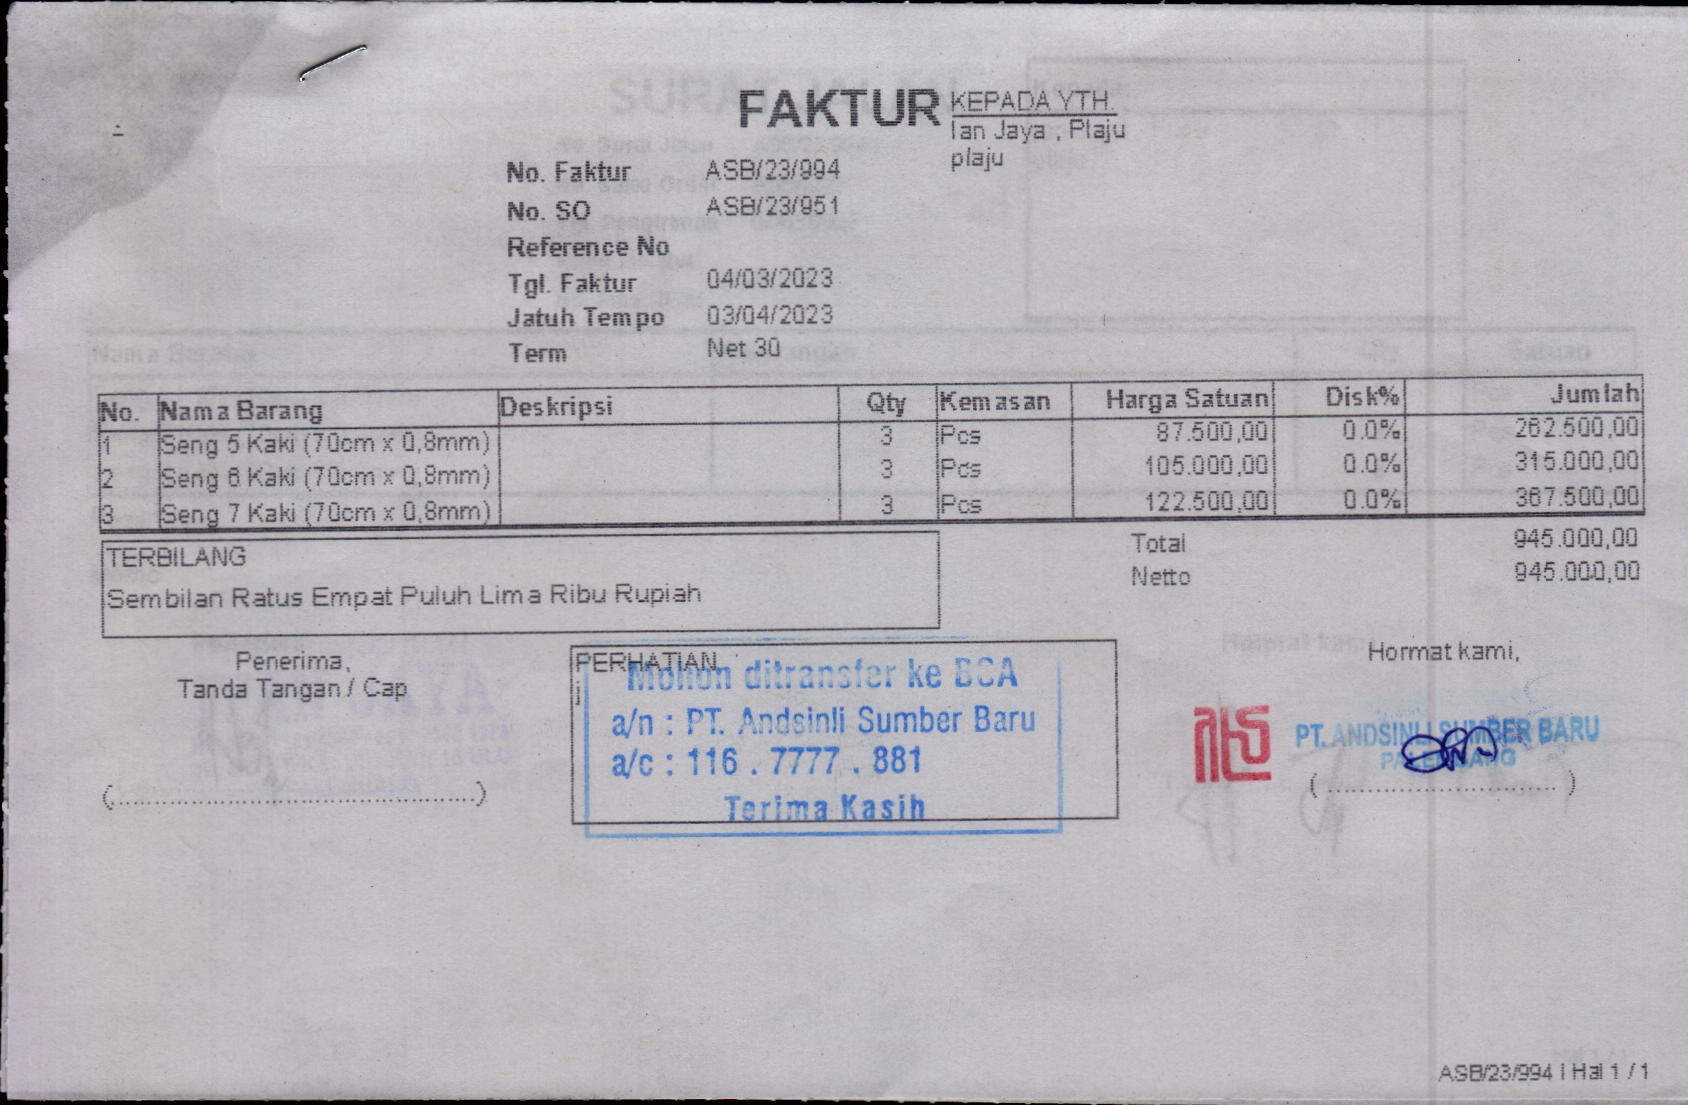 FAKTUR
KEPADA YTH.
Ian Jaya , Plaju
plaju
No. Faktur ASB/23/994
No. SO ASB/23/951
Reference No
Tgl. Faktur 04/03/2023
Jatuh Tempo 03/04/2023
Term Net 30
No. Nama Barang Deskripsi Qty Kemasan Harga Satuan Disk% Jumlah
1 Seng 5 Kaki (70cm x 0,8mm) 3 Pcs 87.500,00 0.0% 262.500,00
2 Seng 6 Kaki (70cm x 0,8mm) 3 Pcs 105.000,00 0.0% 315.000,00
3 Seng 7 Kaki (70cm x 0,8mm) 3 Pcs 122.500,00 0.0% 367.500,00
Total 945.000,00
Netto 945.000,00
TERBILANG
Sembilan Ratus Empat Puluh Lima Ribu Rupiah
Penerima,
Tanda Tangan / Cap
(..................................................)
PERHATIAN
j
Mohon ditransfer ke BCA
a/n : PT. Andsinli Sumber Baru
a/c : 116 . 7777 . 881
Terima Kasih
Hormat kami,
PT. ANDSINLI SUMBER BARU
PALEMBANG
(..............................)
ASB/23/994 | Hal 1 / 1